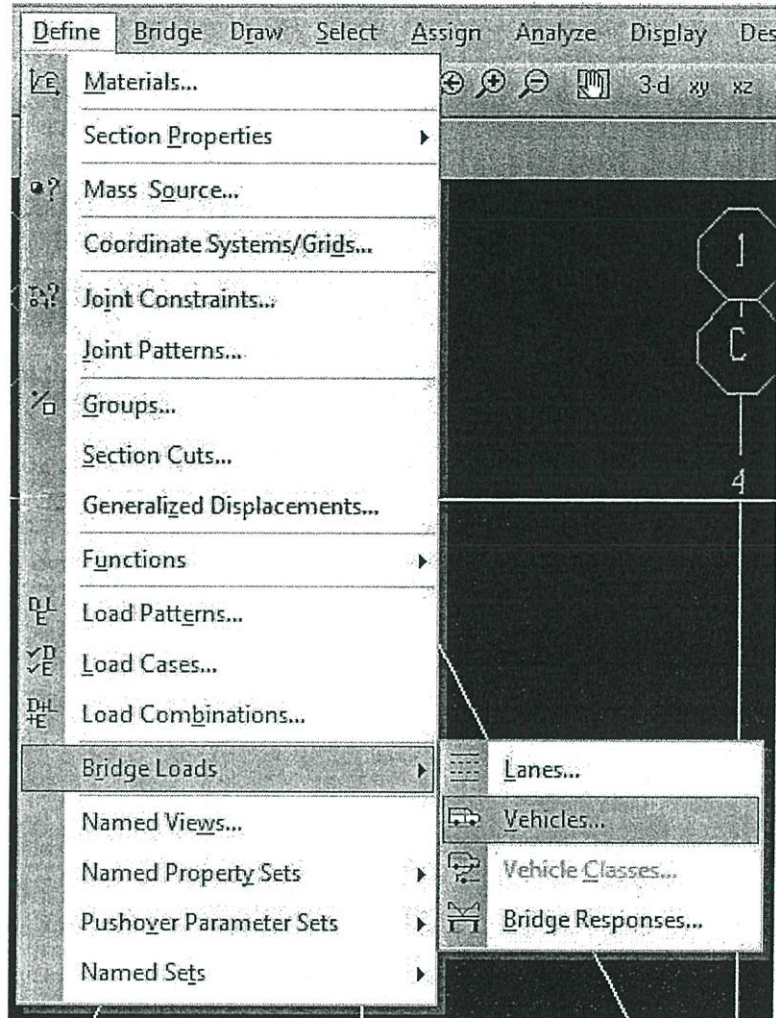 Define Bridge Draw Select Assign Analyze Display Des
Materials... 3-d xy xz
Section Properties
Mass Source...
Coordinate Systems/Grids...
1
Joint Constraints...
Joint Patterns...
C
Groups...
Section Cuts...
4
Generalized Displacements...
Functions
Load Patterns...
Load Cases...
Load Combinations...
Bridge Loads
Lanes...
Named Views...
Vehicles...
Named Property Sets
Vehicle Classes...
Pushover Parameter Sets
Bridge Responses...
Named Sets